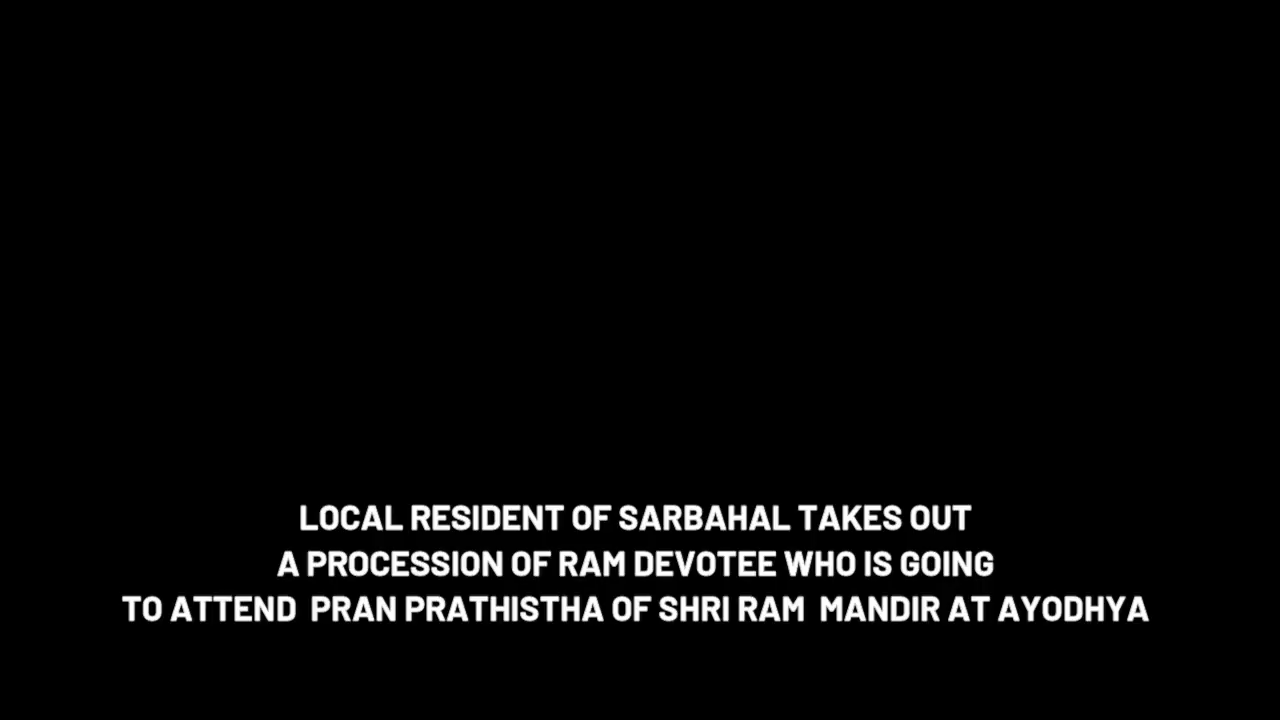 LOCAL RESIDENT OF SARBAHAL TAKES OUT
A PROCESSION OF RAM DEVOTEE WHO IS GOING
TO ATTEND PRAN PRATHISTHA OF SHRI RAM MANDIR AT AYODHYA